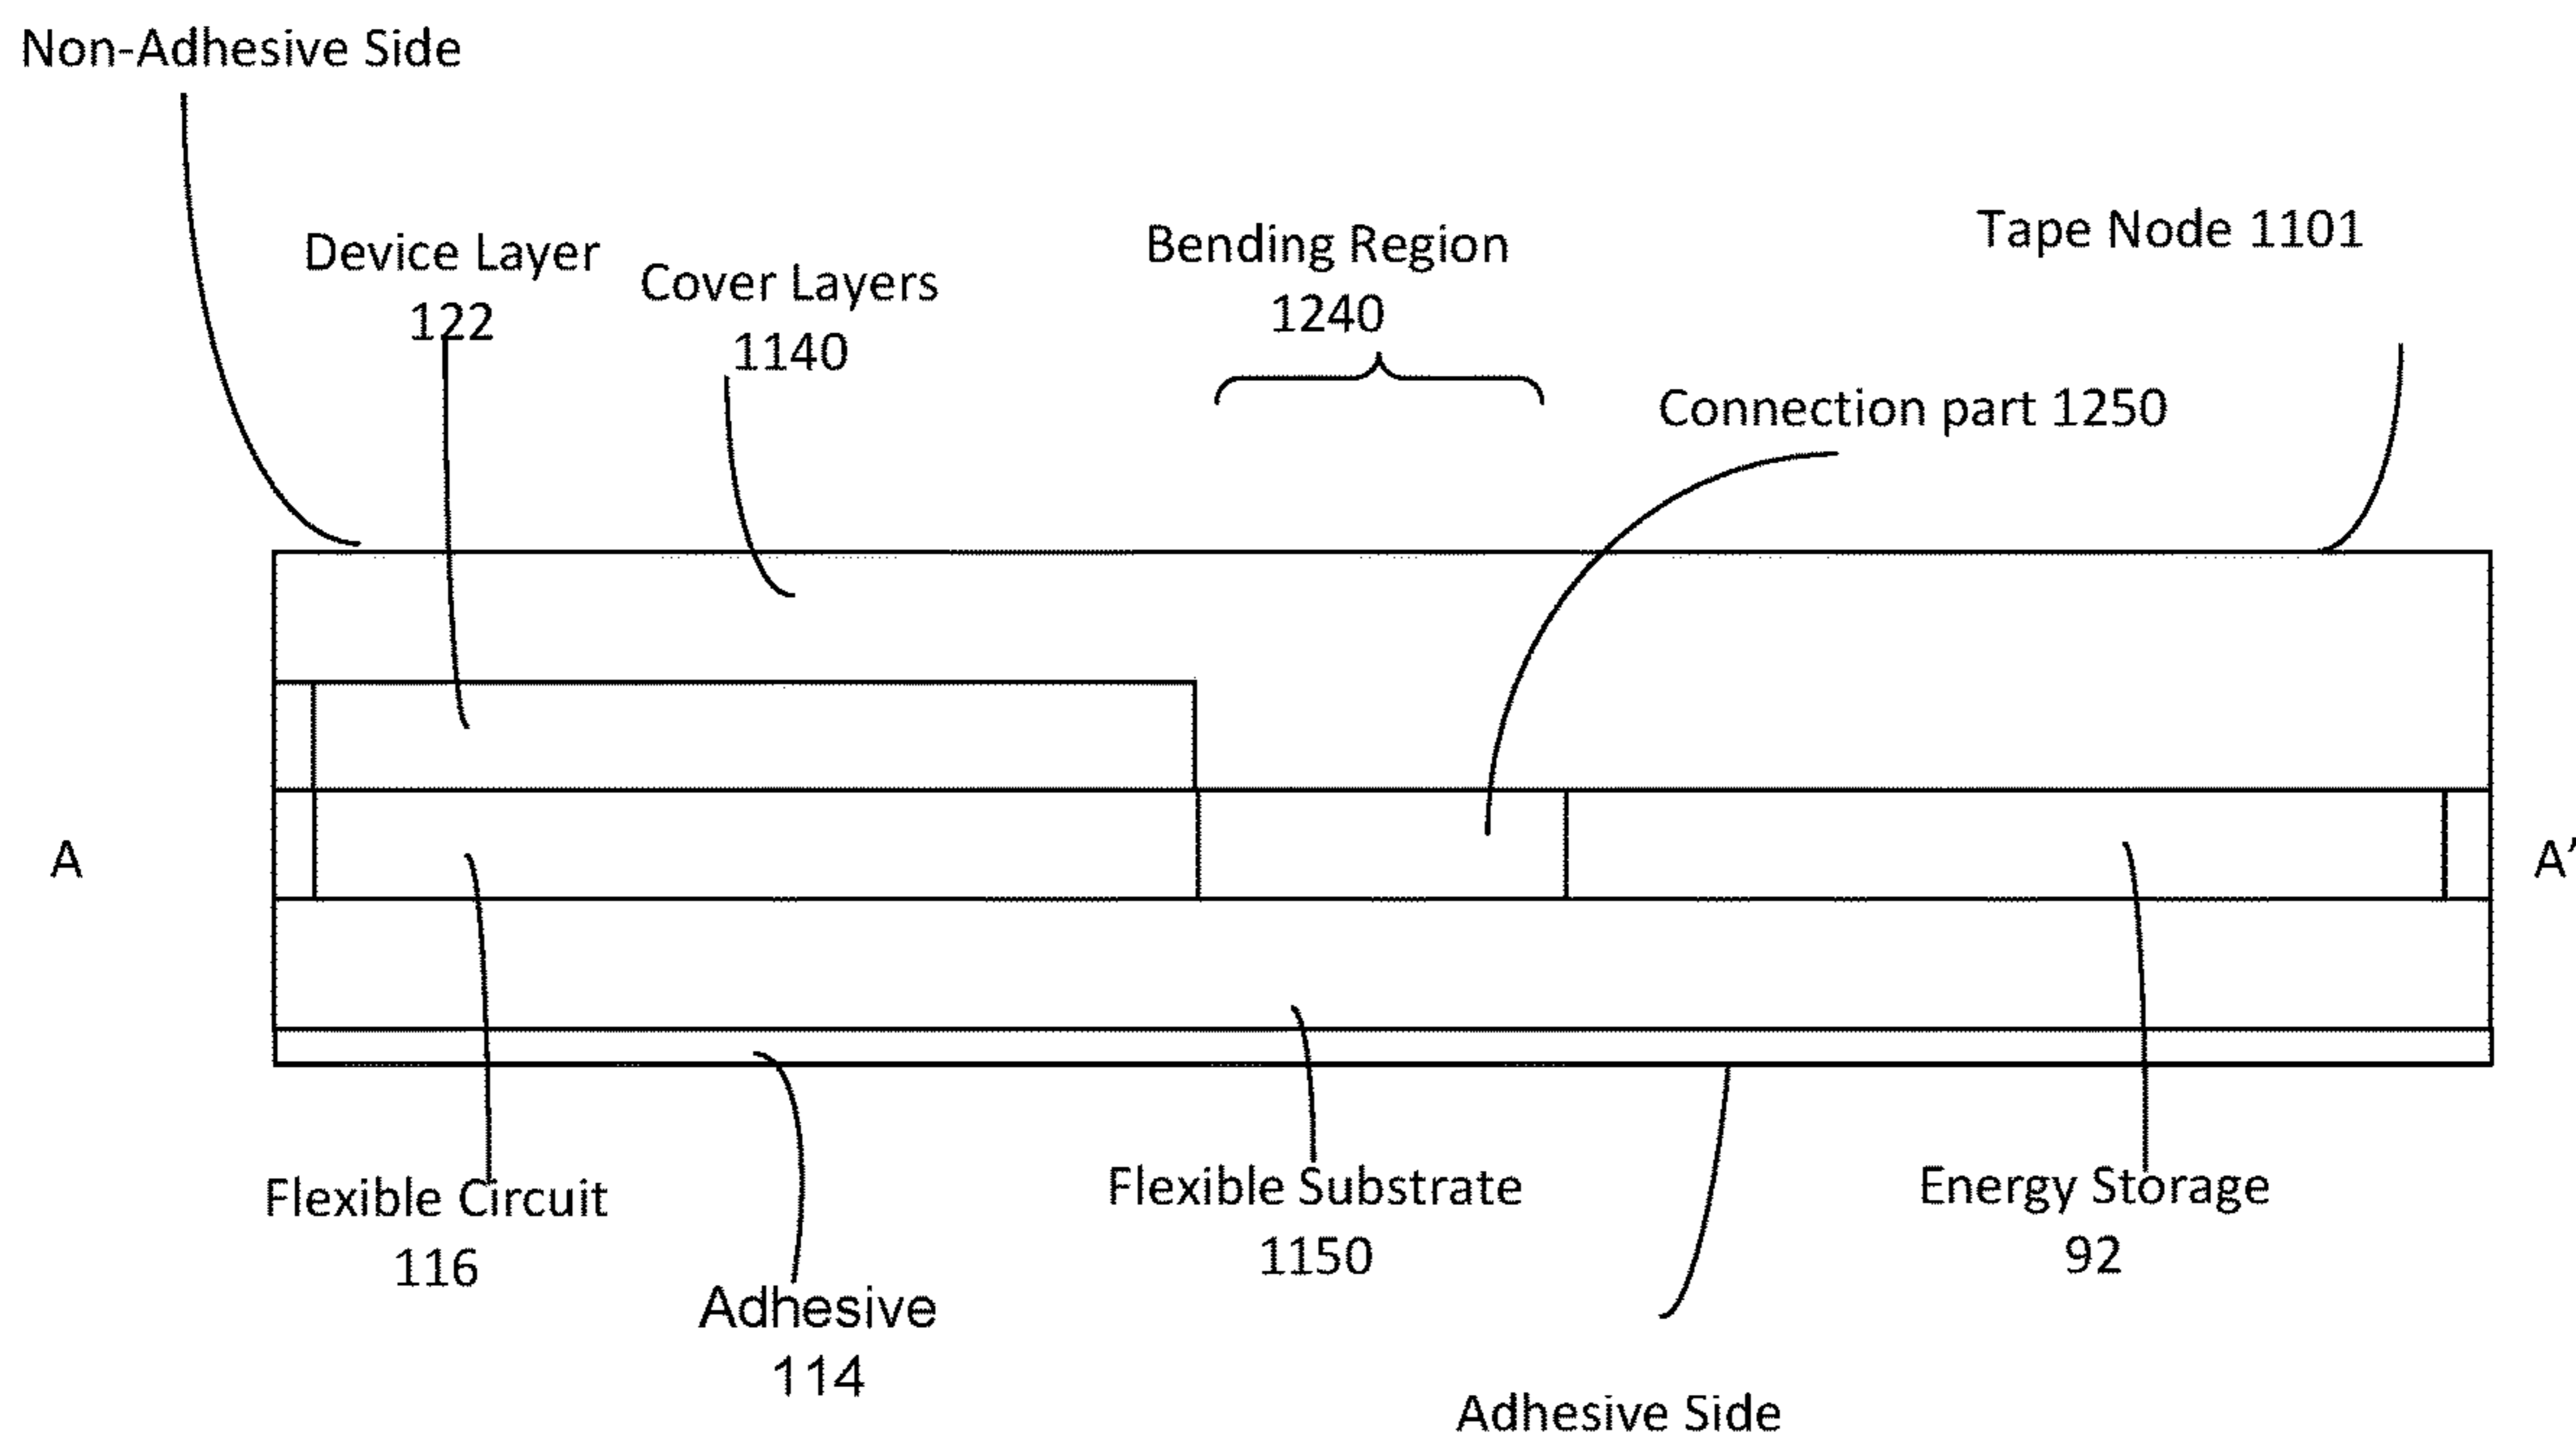 Non-Adhesive Side
Device Layer
122
Cover Layers
1140
Bending Region
1240
Tape Node 1101
Connection part 1250
A
A’
Flexible Circuit
116
Adhesive
114
Flexible Substrate
1150
Energy Storage
92
Adhesive Side